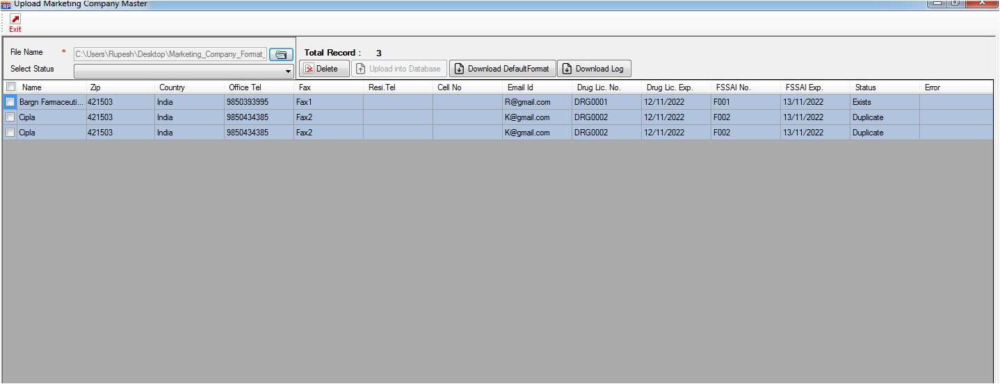 ERP Upload Marketing Company Master
Exit
File Name * C:\Users\Rupesh\Desktop\Marketing_Company_Format_
Select Status
Total Record : 3
Delete Upload into Database Download DefaultFormat Download Log
Name Zip Country Office Tel Fax Resi.Tel Cell No Email Id Drug Lic. No. Drug Lic. Exp. FSSAI No. FSSAI Exp. Status Error
Bargn Farmaceuti... 421503 India 9850393995 Fax1 R@gmail.com DRG0001 12/11/2022 F001 13/11/2022 Exists
Cipla 421503 India 9850434385 Fax2 K@gmail.com DRG0002 12/11/2022 F002 13/11/2022 Duplicate
Cipla 421503 India 9850434385 Fax2 K@gmail.com DRG0002 12/11/2022 F002 13/11/2022 Duplicate